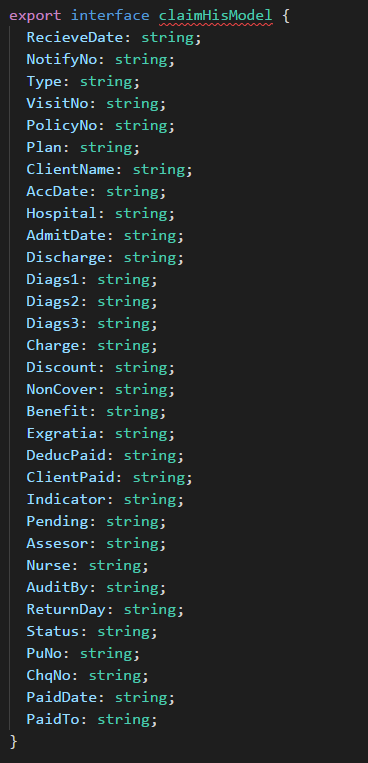 export interface claimHisModel {
RecieveDate: string;
NotifyNo: string;
Type: string;
VisitNo: string;
PolicyNo: string;
Plan: string;
ClientName: string;
AccDate: string;
Hospital: string;
AdmitDate: string;
Discharge: string;
Diags1: string;
Diags2: string;
Diags3: string;
Charge: string;
Discount: string;
NonCover: string;
Benefit: string;
Exgratia: string;
DeducPaid: string;
ClientPaid: string;
Indicator: string;
Pending: string;
Assesor: string;
Nurse: string;
AuditBy: string;
ReturnDay: string;
Status: string;
PuNo: string;
ChqNo: string;
PaidDate: string;
PaidTo: string;
}